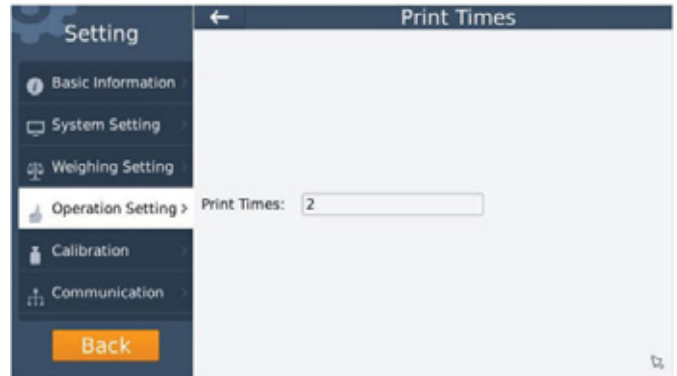 Setting
Basic Information
System Setting
Weighing Setting
Operation Setting
Calibration
Communication
Back
Print Times
Print Times: 2